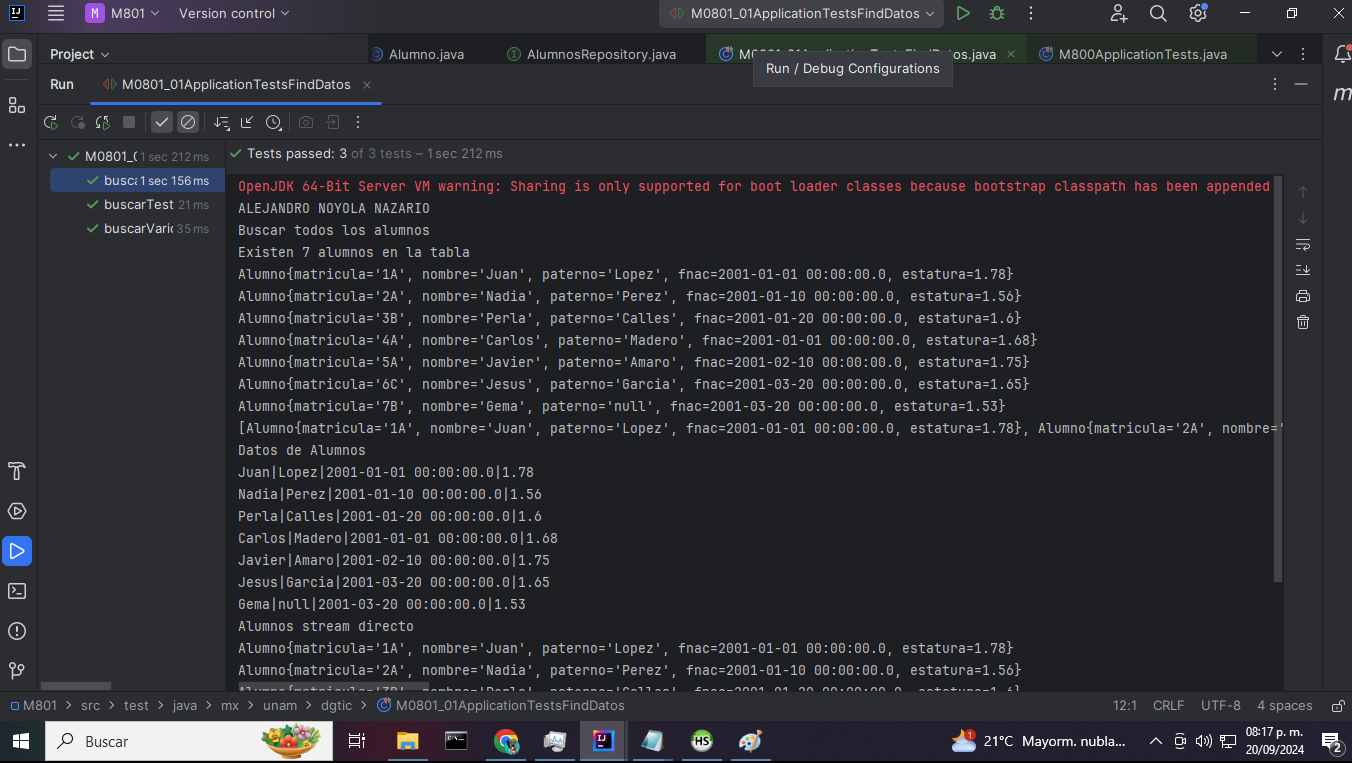 M M801 Version control M0801_01ApplicationTestsFindDatos
Project Alumno.java AlumnosRepository.java M0801_01ApplicationTestsFindDatos.java M800ApplicationTests.java
Run / Debug Configurations
Run M0801_01ApplicationTestsFindDatos
M0801_( 1 sec 212 ms
busca 1 sec 156 ms
buscarTest 21 ms
buscarVario 35 ms
Tests passed: 3 of 3 tests – 1 sec 212 ms
OpenJDK 64-Bit Server VM warning: Sharing is only supported for boot loader classes because bootstrap classpath has been appended
ALEJANDRO NOYOLA NAZARIO
Buscar todos los alumnos
Existen 7 alumnos en la tabla
Alumno{matricula='1A', nombre='Juan', paterno='Lopez', fnac=2001-01-01 00:00:00.0, estatura=1.78}
Alumno{matricula='2A', nombre='Nadia', paterno='Perez', fnac=2001-01-10 00:00:00.0, estatura=1.56}
Alumno{matricula='3B', nombre='Perla', paterno='Calles', fnac=2001-01-20 00:00:00.0, estatura=1.6}
Alumno{matricula='4A', nombre='Carlos', paterno='Madero', fnac=2001-01-01 00:00:00.0, estatura=1.68}
Alumno{matricula='5A', nombre='Javier', paterno='Amaro', fnac=2001-02-10 00:00:00.0, estatura=1.75}
Alumno{matricula='6C', nombre='Jesus', paterno='Garcia', fnac=2001-03-20 00:00:00.0, estatura=1.65}
Alumno{matricula='7B', nombre='Gema', paterno='null', fnac=2001-03-20 00:00:00.0, estatura=1.53}
[Alumno{matricula='1A', nombre='Juan', paterno='Lopez', fnac=2001-01-01 00:00:00.0, estatura=1.78}, Alumno{matricula='2A', nombre='
Datos de Alumnos
Juan|Lopez|2001-01-01 00:00:00.0|1.78
Nadia|Perez|2001-01-10 00:00:00.0|1.56
Perla|Calles|2001-01-20 00:00:00.0|1.6
Carlos|Madero|2001-01-01 00:00:00.0|1.68
Javier|Amaro|2001-02-10 00:00:00.0|1.75
Jesus|Garcia|2001-03-20 00:00:00.0|1.65
Gema|null|2001-03-20 00:00:00.0|1.53
Alumnos stream directo
Alumno{matricula='1A', nombre='Juan', paterno='Lopez', fnac=2001-01-01 00:00:00.0, estatura=1.78}
Alumno{matricula='2A', nombre='Nadia', paterno='Perez', fnac=2001-01-10 00:00:00.0, estatura=1.56}
Alumno{matricula='3B', nombre='Perla', paterno='Calles', fnac=2001-01-20 00:00:00.0, estatura=1.6}
M801 > src > test > java > mx > unam > dgtic > M0801_01ApplicationTestsFindDatos 12:1 CRLF UTF-8 4 spaces
Buscar 21°C Mayorm. nubla... 08:17 p. m.
20/09/2024